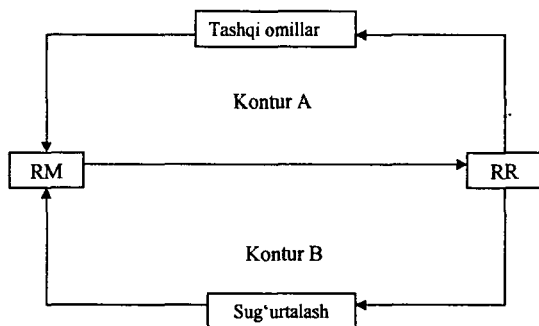 Tashqi omillar
Kontur A
RM
RR
Kontur B
Sug‘urtalash